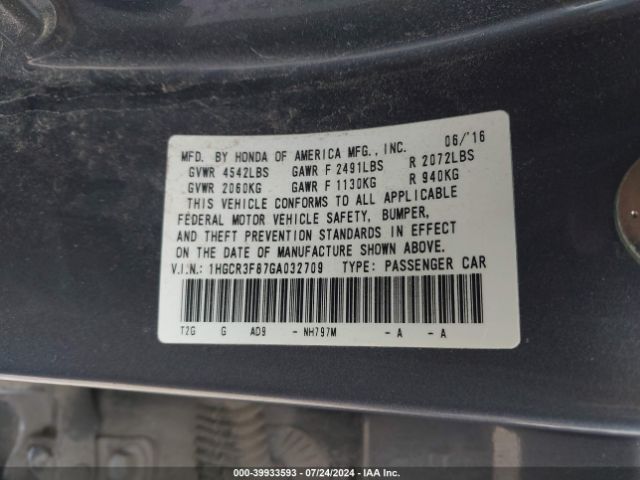 MFD. BY HONDA OF AMERICA MFG., INC. 06/'16
GVWR 4542LBS GAWR F 2491LBS R 2072LBS
GVWR 2060KG GAWR F 1130KG R 940KG
THIS VEHICLE CONFORMS TO ALL APPLICABLE
FEDERAL MOTOR VEHICLE SAFETY, BUMPER,
AND THEFT PREVENTION STANDARDS IN EFFECT
ON THE DATE OF MANUFACTURE SHOWN ABOVE.
V.I.N.: 1HGCR3F87GA032709 TYPE: PASSENGER CAR
T2G G AD9 - NH797M - A - A
000-39933593 - 07/24/2024 - IAA Inc.